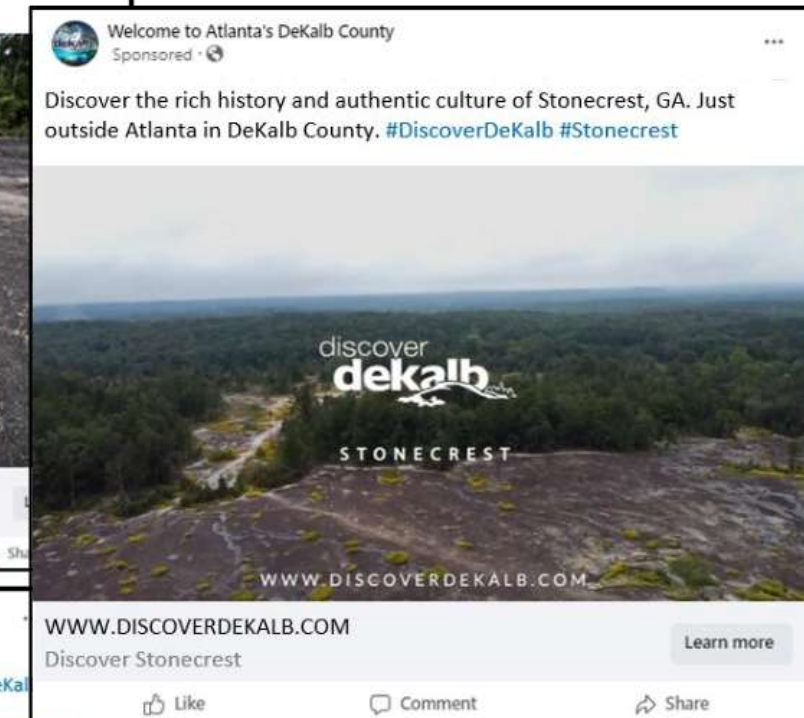 Welcome to Atlanta's DeKalb County
Sponsored ·
Discover the rich history and authentic culture of Stonecrest, GA. Just
outside Atlanta in DeKalb County. #DiscoverDeKalb #Stonecrest
discover
dekalb
STONECREST
WWW.DISCOVERDEKALB.COM
WWW.DISCOVERDEKALB.COM
Discover Stonecrest
Learn more
Like
Comment
Share